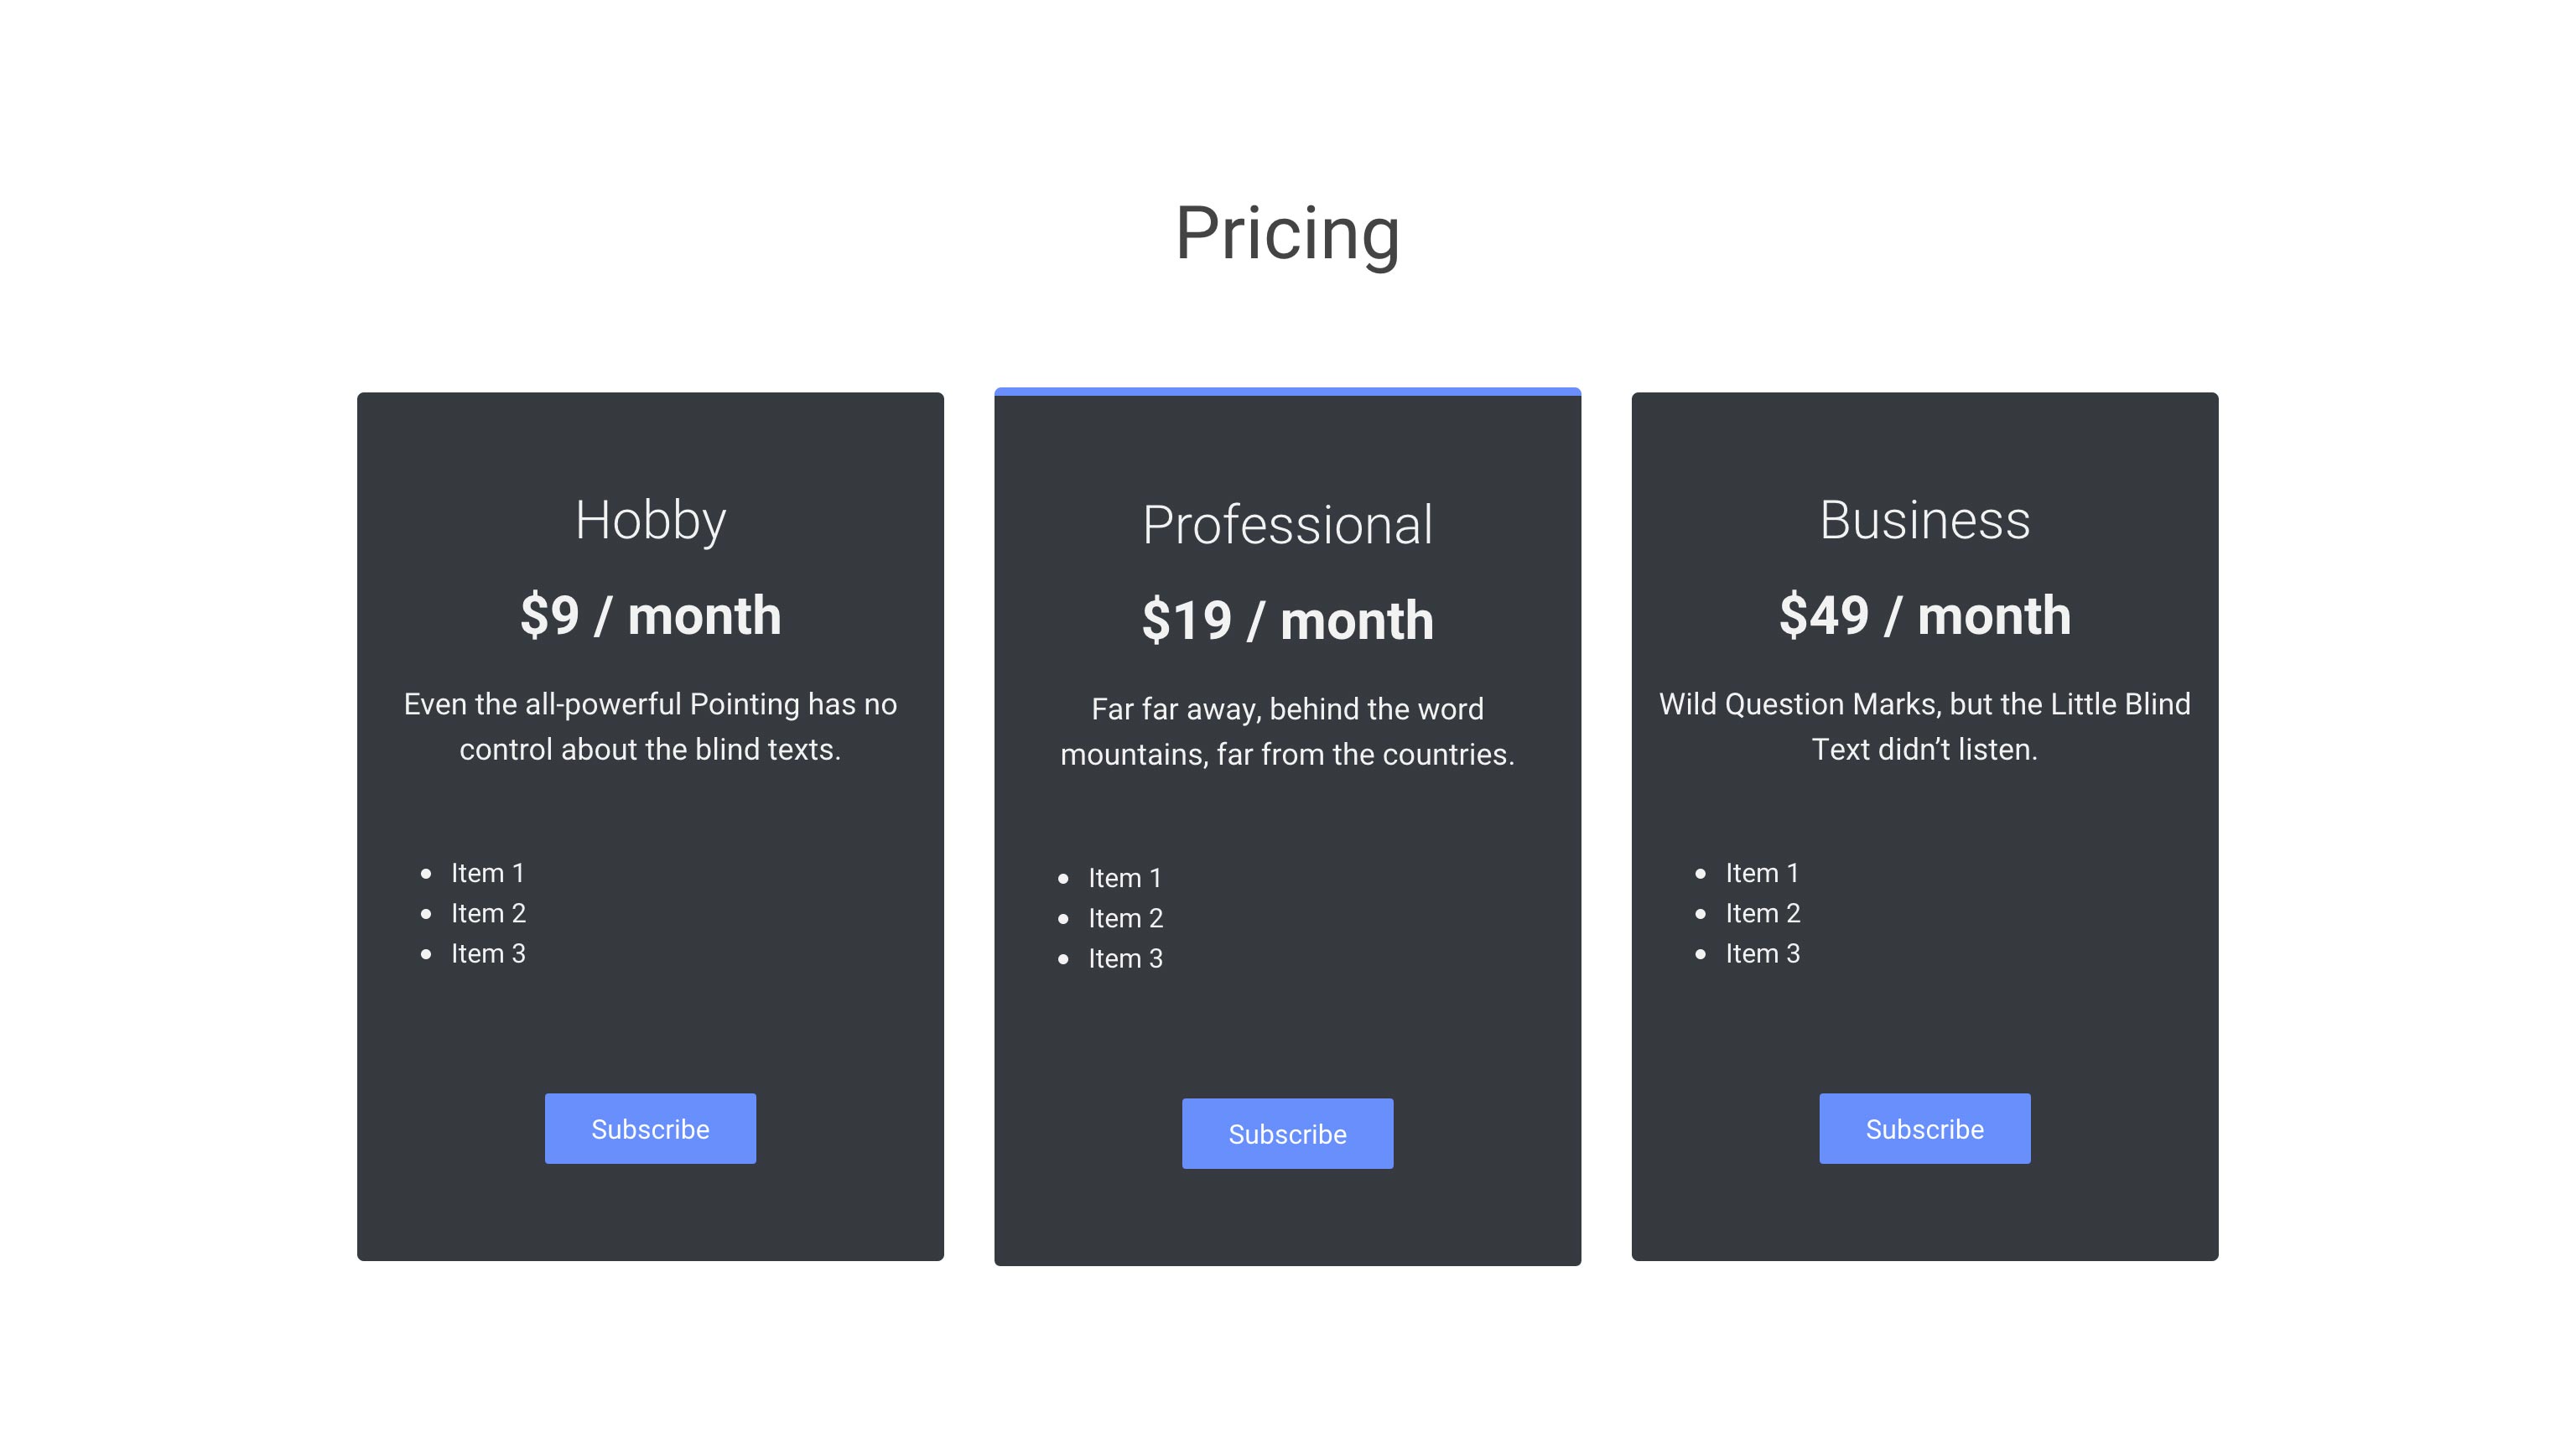 Pricing
Hobby
$9 / month
Even the all-powerful Pointing has no
control about the blind texts.
Item 1
Item 2
Item 3
Subscribe
Professional
$19 / month
Far far away, behind the word
mountains, far from the countries.
Item 1
Item 2
Item 3
Subscribe
Business
$49 / month
Wild Question Marks, but the Little Blind
Text didn’t listen.
Item 1
Item 2
Item 3
Subscribe